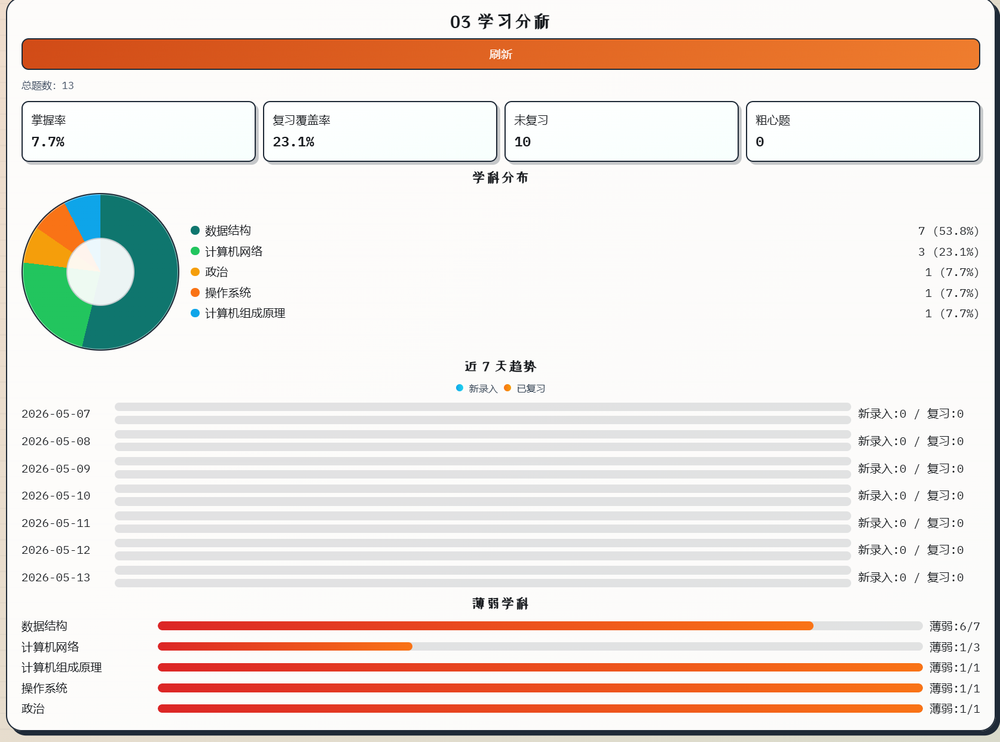 03 学习分析
刷新
总题数：13
掌握率
7.7%
复习覆盖率
23.1%
未复习
10
粗心题
0
学科分布
数据结构 7 (53.8%)
计算机网络 3 (23.1%)
政治 1 (7.7%)
操作系统 1 (7.7%)
计算机组成原理 1 (7.7%)
近 7 天趋势
新录入 已复习
2026-05-07 新录入:0 / 复习:0
2026-05-08 新录入:0 / 复习:0
2026-05-09 新录入:0 / 复习:0
2026-05-10 新录入:0 / 复习:0
2026-05-11 新录入:0 / 复习:0
2026-05-12 新录入:0 / 复习:0
2026-05-13 新录入:0 / 复习:0
薄弱学科
数据结构 薄弱:6/7
计算机网络 薄弱:1/3
计算机组成原理 薄弱:1/1
操作系统 薄弱:1/1
政治 薄弱:1/1